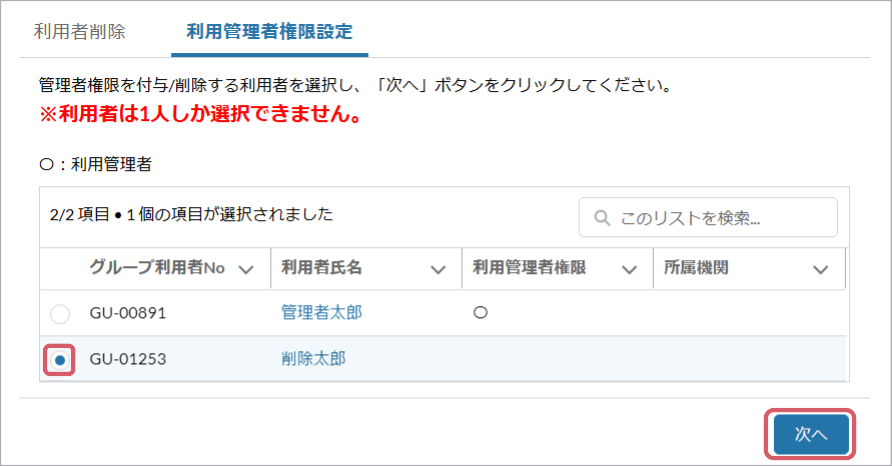 利用者削除 利用管理者権限設定
管理者権限を付与/削除する利用者を選択し、「次へ」ボタンをクリックしてください。
※利用者は1人しか選択できません。
○：利用管理者
2/2 項目 • 1 個の項目が選択されました このリストを検索...
グループ利用者No 利用者氏名 利用管理者権限 所属機関
GU-00891 管理者太郎 ○
GU-01253 削除太郎
次へ